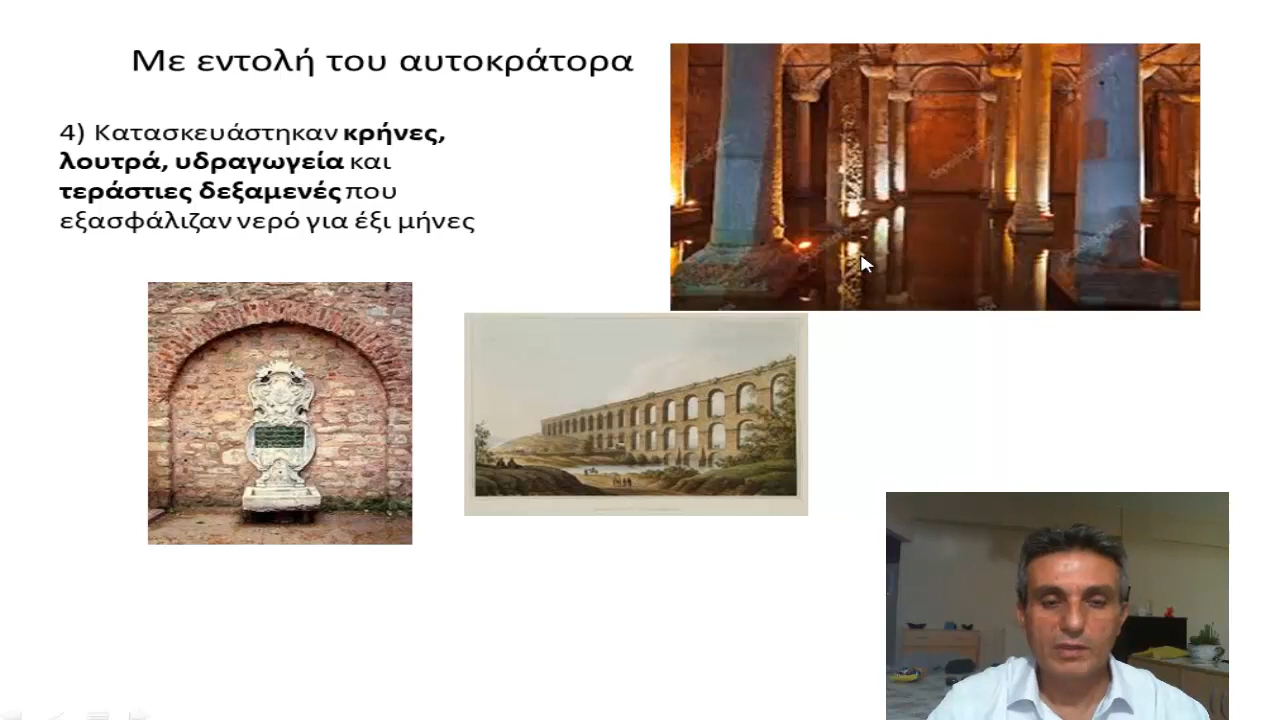 Με εντολή του αυτοκράτορα
4) Κατασκευάστηκαν κρήνες,
λουτρά, υδραγωγεία και
τεράστιες δεξαμενές που
εξασφάλιζαν νερό για έξι μήνες